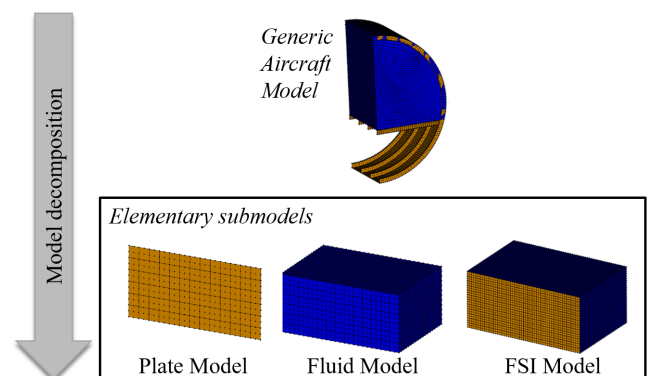 Generic
Aircraft
Model
Model decomposition
Elementary submodels
Plate Model
Fluid Model
FSI Model